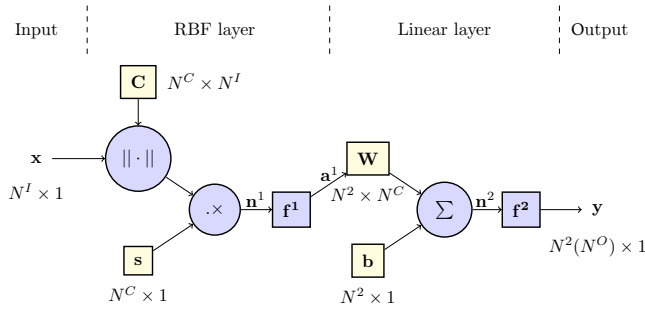 Input RBF layer Linear layer Output
C N^C × N^I
x || · || a^1 W
N^I × 1 N^2 × N^C
.× n^1 f^1 ∑ n^2 f^2 y
N^2(N^O) × 1
s b
N^C × 1 N^2 × 1